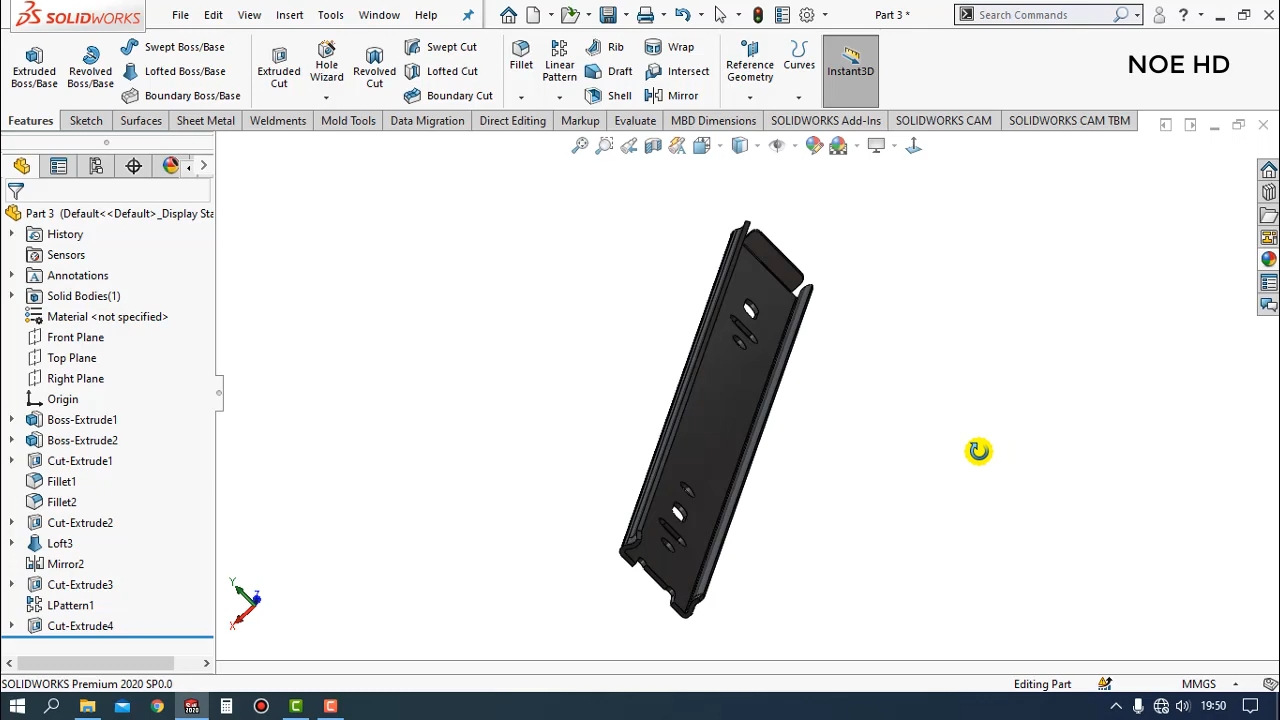 SOLIDWORKS File Edit View Insert Tools Window Help Part 3 * Search Commands ?
Extruded Boss/Base
Revolved Boss/Base
Swept Boss/Base
Lofted Boss/Base
Boundary Boss/Base
Extruded Cut
Hole Wizard
Revolved Cut
Swept Cut
Lofted Cut
Boundary Cut
Fillet
Linear Pattern
Rib
Draft
Shell
Wrap
Intersect
Mirror
Reference Geometry
Curves
Instant3D
NOE HD
Features Sketch Surfaces Sheet Metal Weldments Mold Tools Data Migration Direct Editing Markup Evaluate MBD Dimensions SOLIDWORKS Add-Ins SOLIDWORKS CAM SOLIDWORKS CAM TBM
Part 3 (Default<<Default>_Display Sta
History
Sensors
Annotations
Solid Bodies(1)
Material <not specified>
Front Plane
Top Plane
Right Plane
Origin
Boss-Extrude1
Boss-Extrude2
Cut-Extrude1
Fillet1
Fillet2
Cut-Extrude2
Loft3
Mirror2
Cut-Extrude3
LPattern1
Cut-Extrude4
Y
Z
X
SOLIDWORKS Premium 2020 SP0.0 Editing Part MMGS
19:50